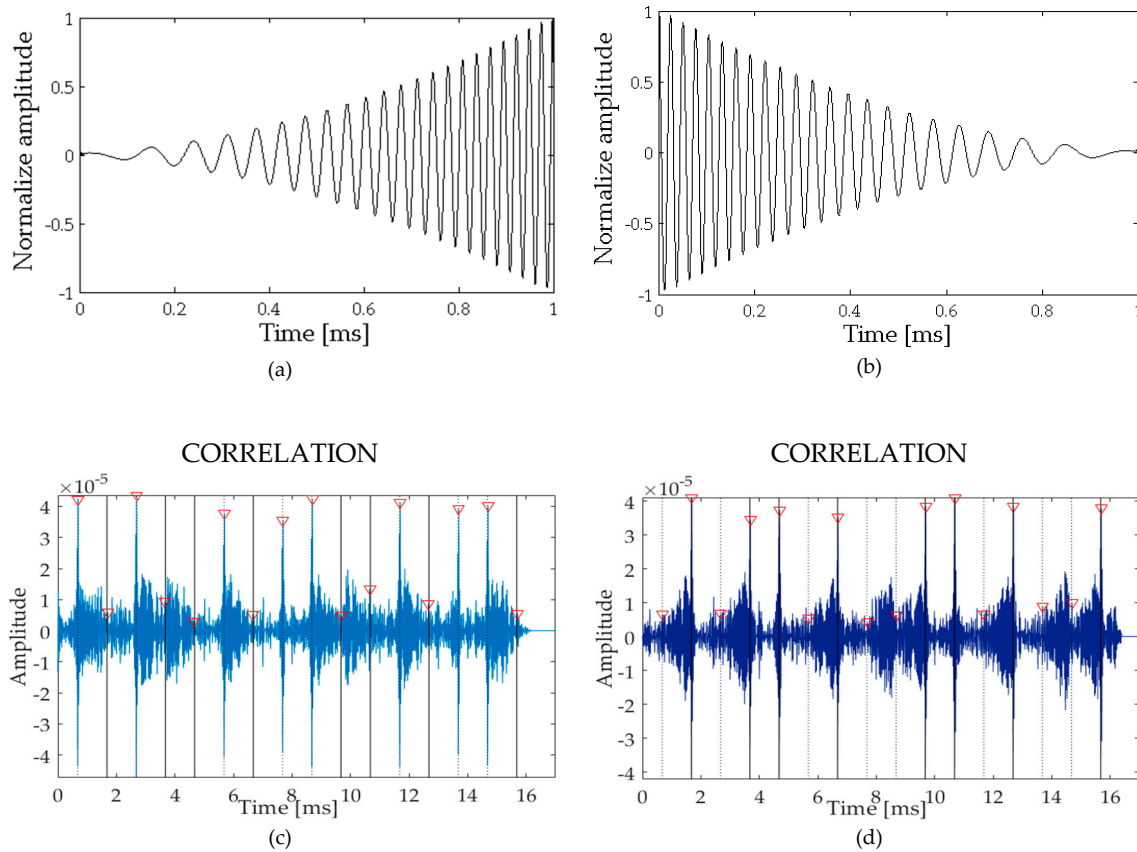 1
0.5
0
-0.5
-1
Normalize amplitude
0 0.2 0.4 0.6 0.8 1
Time [ms]
(a)
1
0.5
0
-0.5
-1
Normalize amplitude
0 0.2 0.4 0.6 0.8 1
Time [ms]
(b)
CORRELATION
×10⁻⁵
4
3
2
1
0
-1
-2
-3
-4
Amplitude
0 2 4 6 8 10 12 14 16
Time [ms]
(c)
CORRELATION
×10⁻⁵
4
3
2
1
0
-1
-2
-3
-4
Amplitude
0 2 4 6 8 10 12 14 16
Time [ms]
(d)